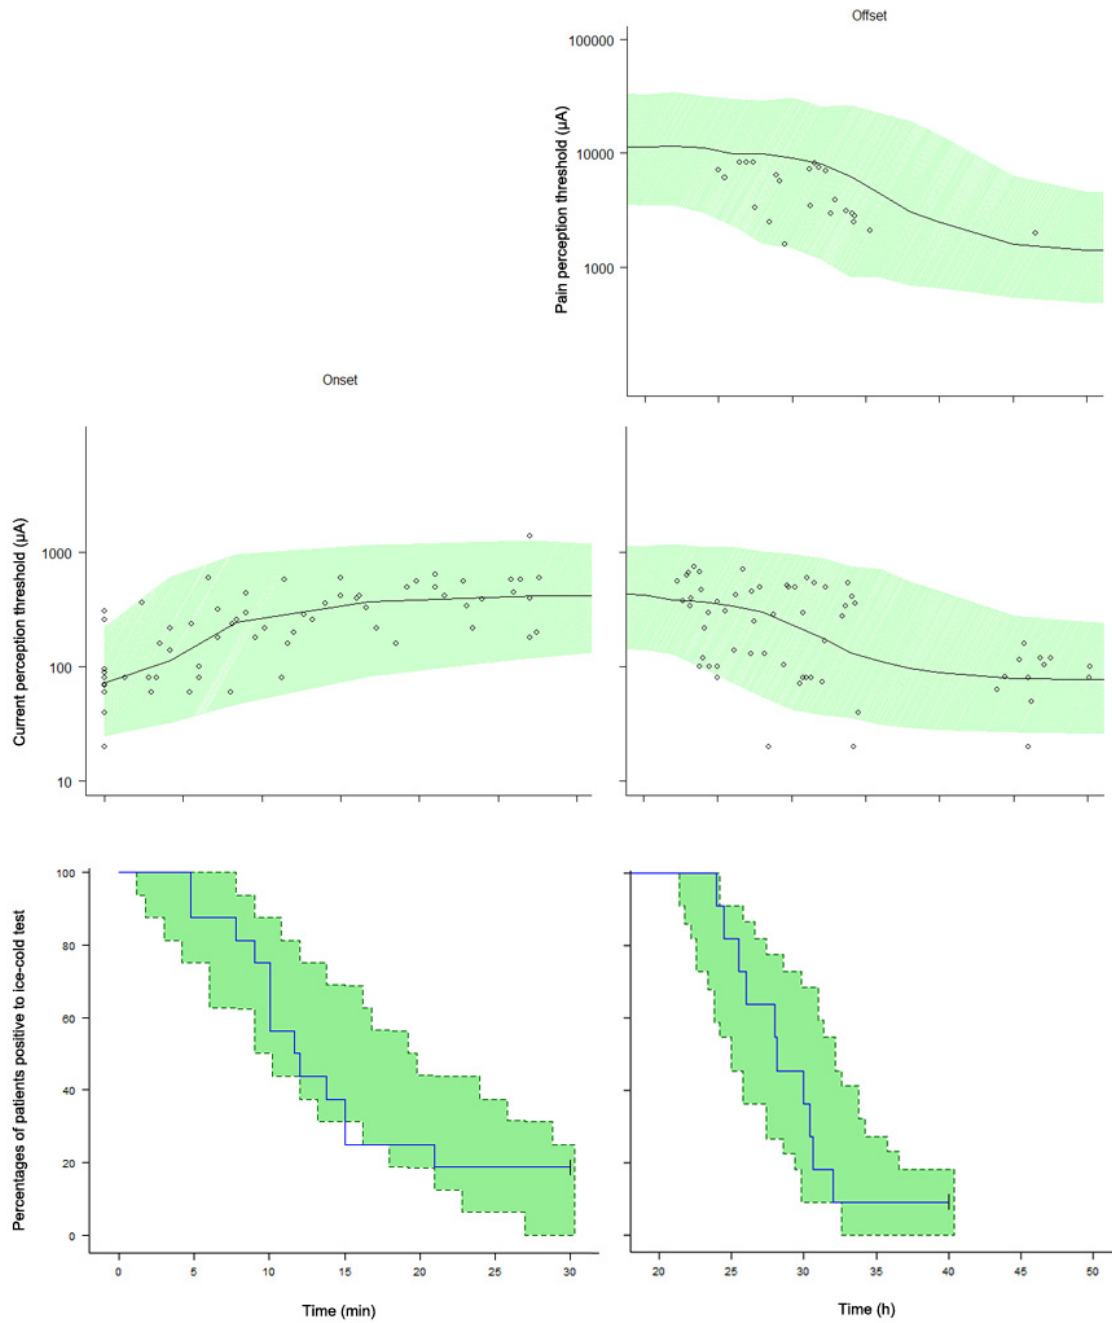 Offset
100000
10000
1000
Pain perception threshold (µA)
Onset
1000
100
10
Current perception threshold (µA)
100
80
60
40
20
0
Percentages of patients positive to ice-cold test
0 5 10 15 20 25 30
20 25 30 35 40 45 50
Time (min)
Time (h)